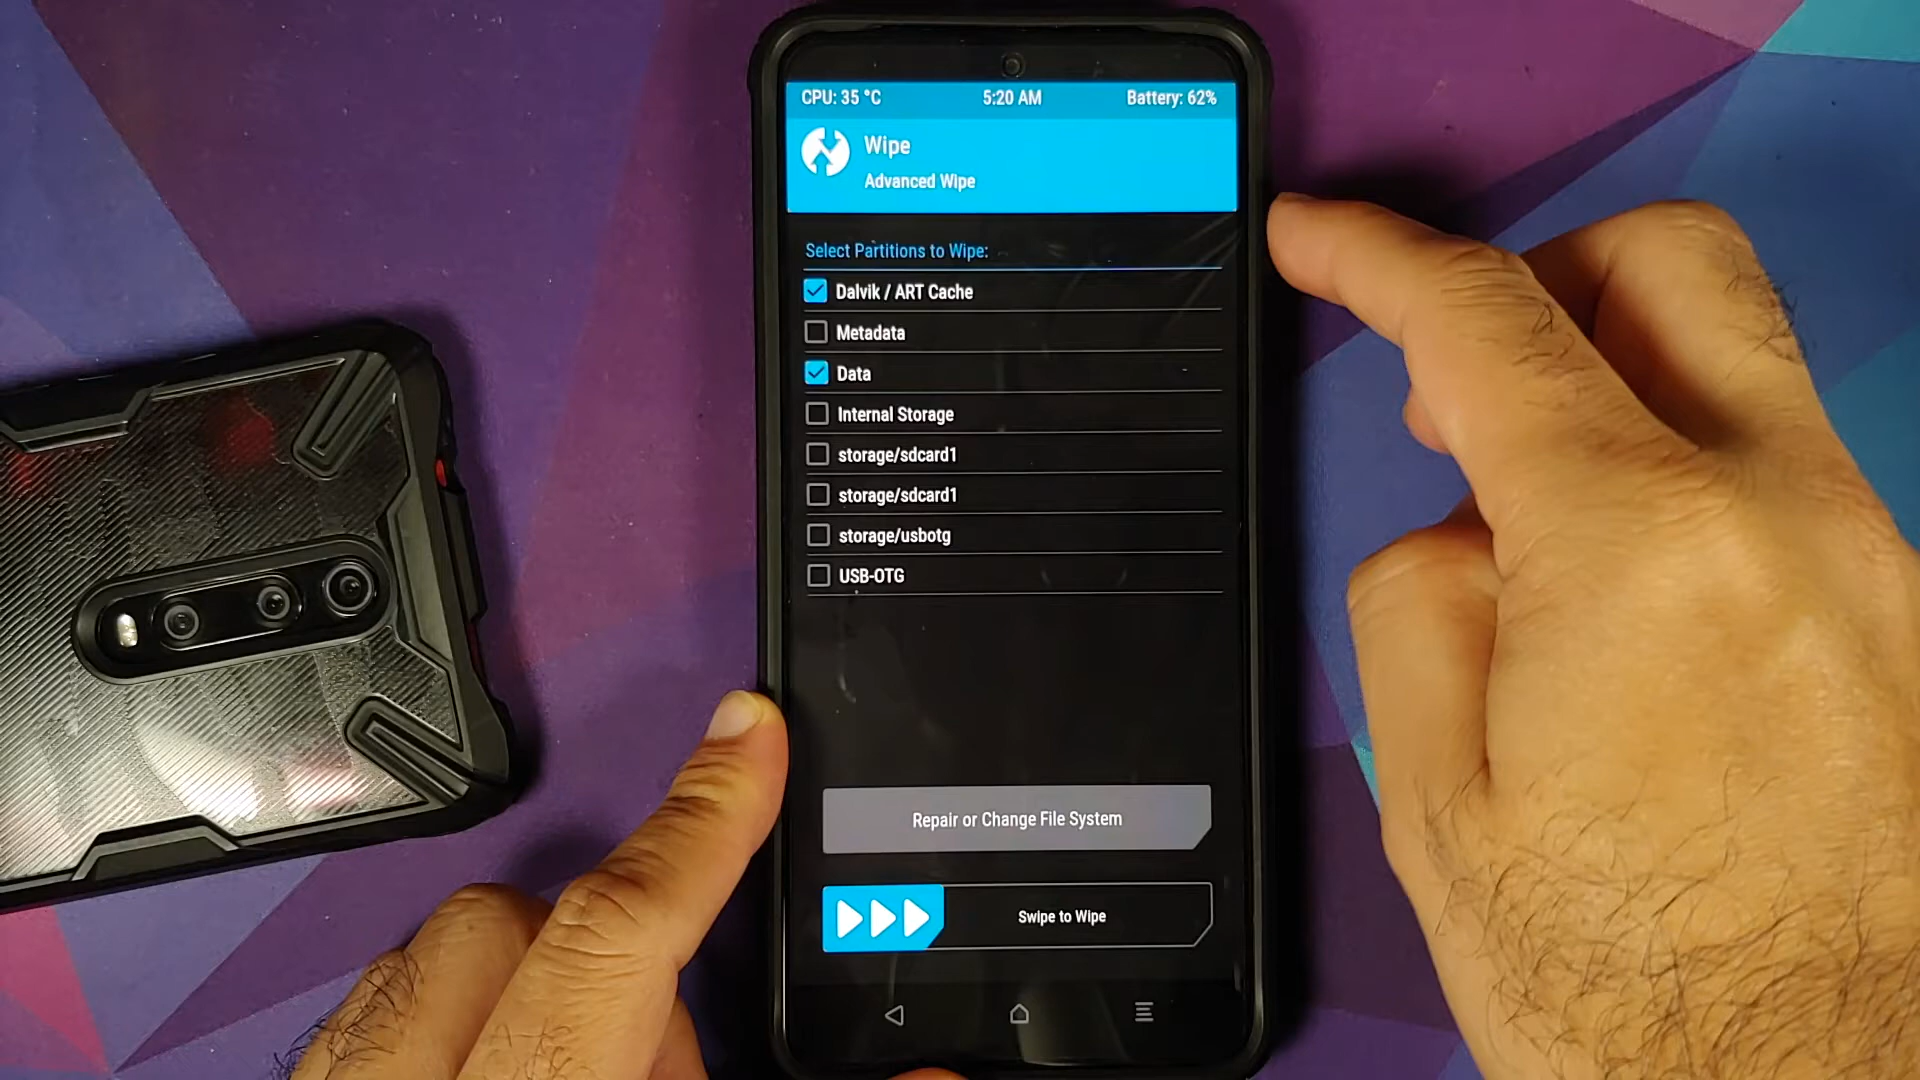 CPU: 35 °C 5:20 AM Battery: 62%
Wipe
Advanced Wipe
Select Partitions to Wipe:
Dalvik / ART Cache
Metadata
Data
Internal Storage
storage/sdcard1
storage/sdcard1
storage/usbotg
USB-OTG
Repair or Change File System
Swipe to Wipe